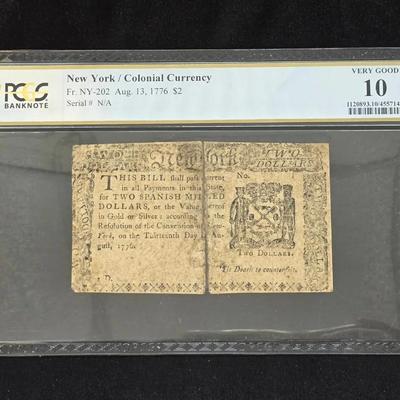 PCGS
BANKNOTE
New York / Colonial Currency
Fr. NY-202 Aug. 13, 1776 $2
Serial # N/A
VERY GOOD
10
1120893.10/455714
New York
TWO
DOLLARS
THIS BILL shall pass current
in all Payments in this State,
for TWO SPANISH MILLED
DOLLARS, or the Value
in Gold or Silver: according
Resolution of the Convention of New-
York, on the Thirteenth Day of Au-
gust, 1776.
No.
TWO DOLLARS.
'Tis Death to counterfeit.